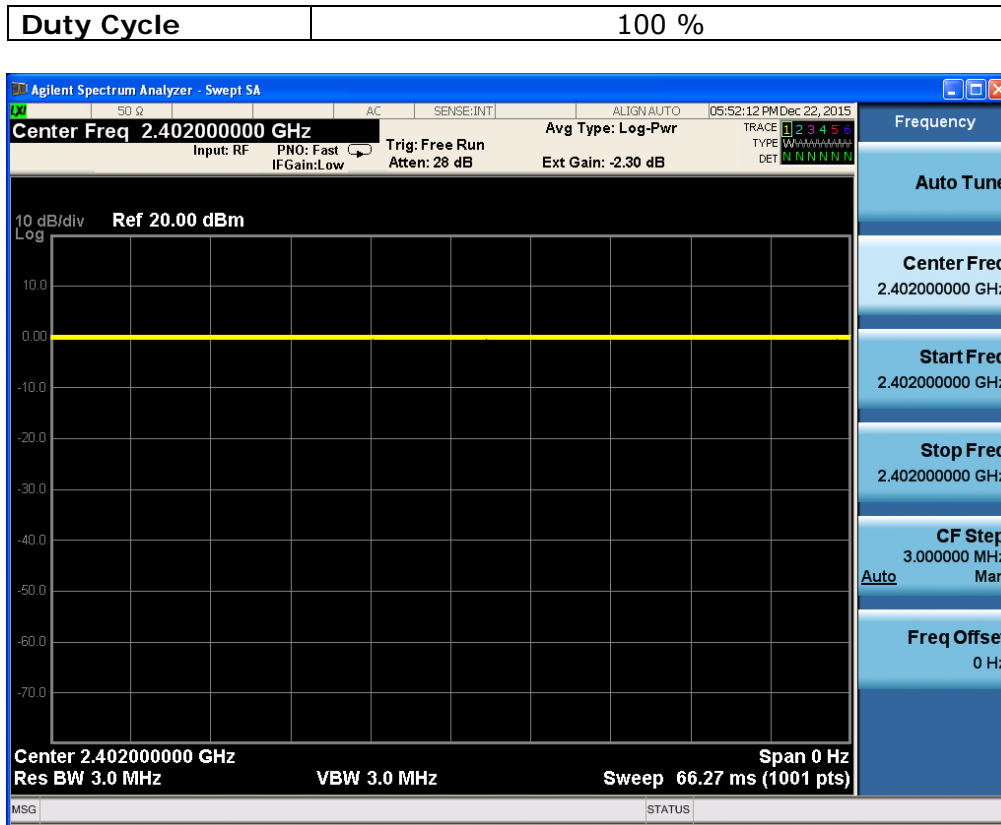 Duty Cycle 100 %
Agilent Spectrum Analyzer - Swept SA
LXI 50 Ω AC SENSE:INT ALIGN AUTO 05:52:12 PM Dec 22, 2015
Center Freq 2.402000000 GHz
Input: RF PNO: Fast IFGain:Low
Trig: Free Run
Atten: 28 dB
Avg Type: Log-Pwr
Ext Gain: -2.30 dB
TRACE 1 2 3 4 5 6
TYPE W
DET N N N N N N
10 dB/div Ref 20.00 dBm
Log
10.0
0.00
-10.0
-20.0
-30.0
-40.0
-50.0
-60.0
-70.0
Center 2.402000000 GHz Span 0 Hz
Res BW 3.0 MHz VBW 3.0 MHz Sweep 66.27 ms (1001 pts)
MSG STATUS
Frequency
Auto Tune
Center Freq
2.402000000 GHz
Start Freq
2.402000000 GHz
Stop Freq
2.402000000 GHz
CF Step
3.000000 MHz
Auto Man
Freq Offset
0 Hz